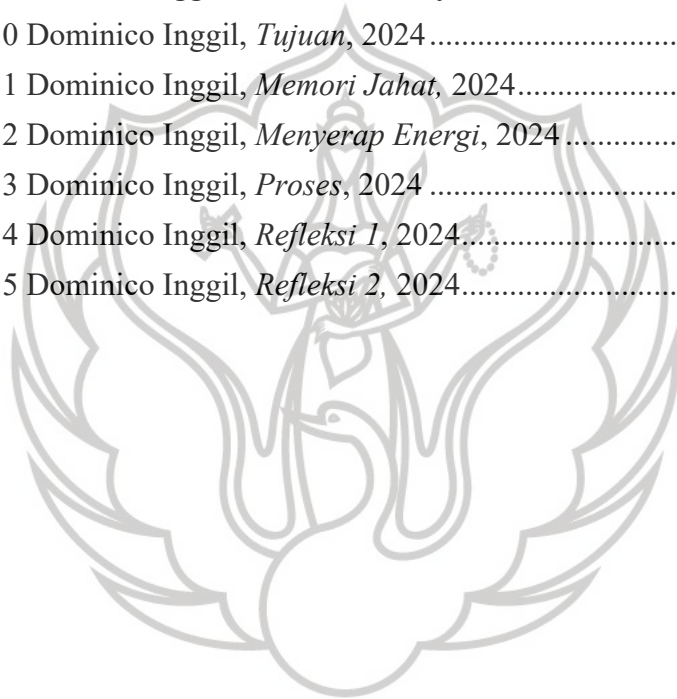 0 Dominico Inggil, Tujuan, 2024..............................
1 Dominico Inggil, Memori Jahat, 2024....................
2 Dominico Inggil, Menyerap Energi, 2024..............
3 Dominico Inggil, Proses, 2024 ..............................
4 Dominico Inggil, Refleksi 1, 2024...........................
5 Dominico Inggil, Refleksi 2, 2024...........................